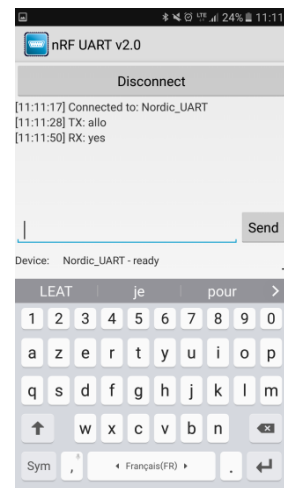 24% 11:11
nRF UART v2.0
Disconnect
[11:11:17] Connected to: Nordic_UART
[11:11:28] TX: allo
[11:11:50] RX: yes
Send
Device: Nordic_UART - ready
LEAT je pour >
1 2 3 4 5 6 7 8 9 0
a z e r t y u i o p
q s d f g h j k l m
w x c v b n
Sym , Français(FR) .